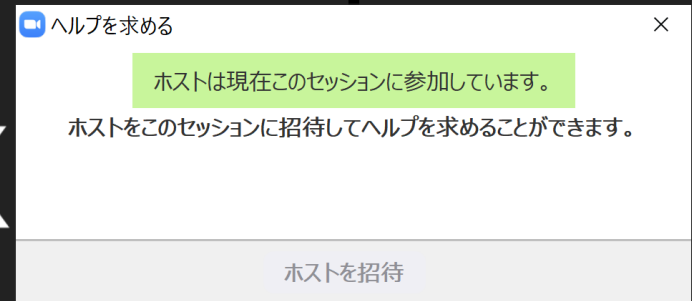 ヘルプを求める
ホストは現在このセッションに参加しています。
ホストをこのセッションに招待してヘルプを求めることができます。
ホストを招待